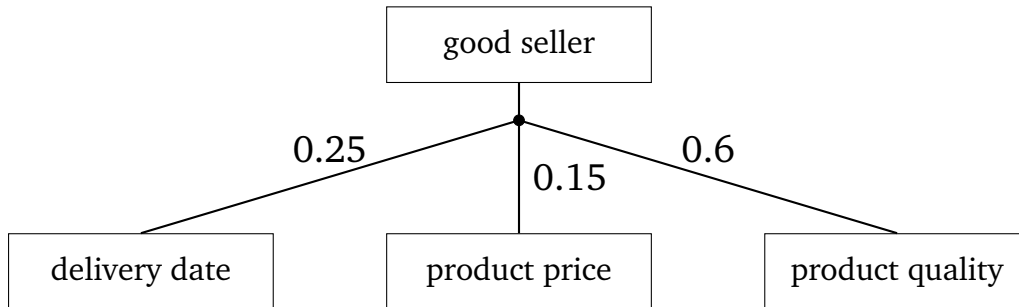 good seller
0.25
0.6
0.15
delivery date
product price
product quality